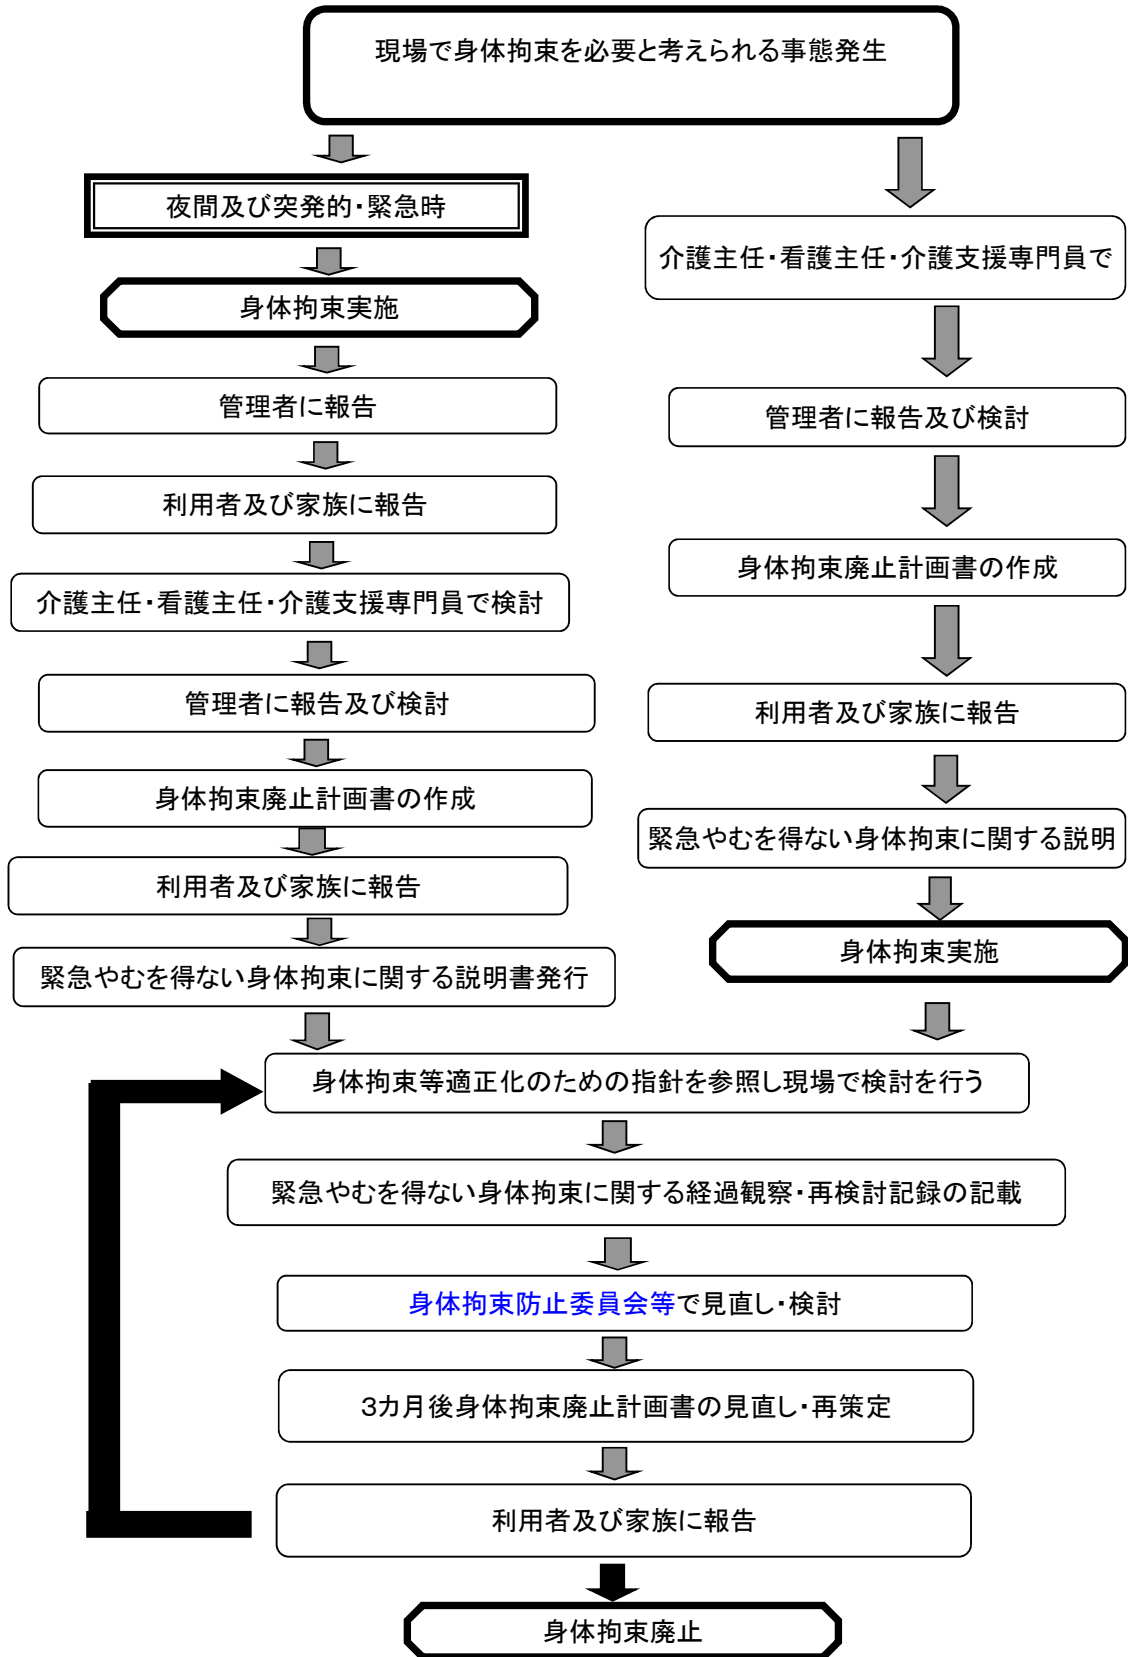 現場で身体拘束を必要と考えられる事態発生
夜間及び突発的・緊急時
身体拘束実施
管理者に報告
利用者及び家族に報告
介護主任・看護主任・介護支援専門員で検討
管理者に報告及び検討
身体拘束廃止計画書の作成
利用者及び家族に報告
緊急やむを得ない身体拘束に関する説明書発行
介護主任・看護主任・介護支援専門員で
管理者に報告及び検討
身体拘束廃止計画書の作成
利用者及び家族に報告
緊急やむを得ない身体拘束に関する説明
身体拘束実施
身体拘束等適正化のための指針を参照し現場で検討を行う
緊急やむを得ない身体拘束に関する経過観察・再検討記録の記載
身体拘束防止委員会等で見直し・検討
3カ月後身体拘束廃止計画書の見直し・再策定
利用者及び家族に報告
身体拘束廃止